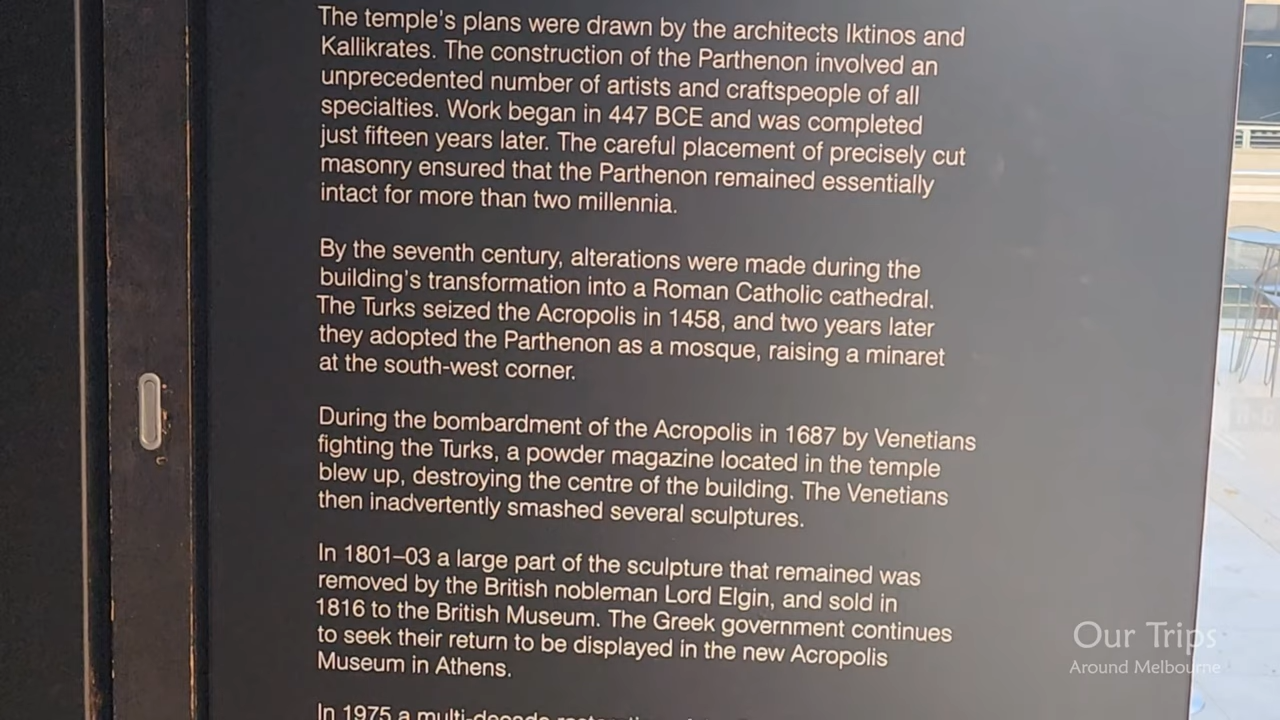 The temple's plans were drawn by the architects Iktinos and
Kallikrates. The construction of the Parthenon involved an
unprecedented number of artists and craftspeople of all
specialties. Work began in 447 BCE and was completed
just fifteen years later. The careful placement of precisely cut
masonry ensured that the Parthenon remained essentially
intact for more than two millennia.
By the seventh century, alterations were made during the
building's transformation into a Roman Catholic cathedral.
The Turks seized the Acropolis in 1458, and two years later
they adopted the Parthenon as a mosque, raising a minaret
at the south-west corner.
During the bombardment of the Acropolis in 1687 by Venetians
fighting the Turks, a powder magazine located in the temple
blew up, destroying the centre of the building. The Venetians
then inadvertently smashed several sculptures.
In 1801–03 a large part of the sculpture that remained was
removed by the British nobleman Lord Elgin, and sold in
1816 to the British Museum. The Greek government continues
to seek their return to be displayed in the new Acropolis
Museum in Athens.
In 1975 a multi-decade
Our Trips
Around Melbourne